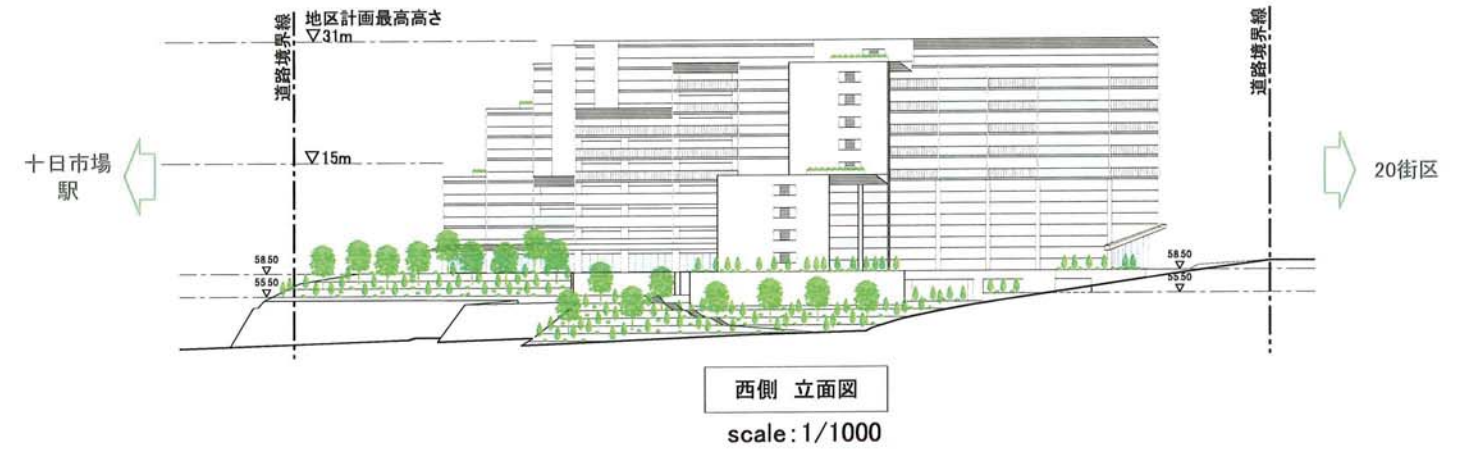 地区計画最高高さ
▽31m
道路境界線
道路境界線
▽15m
十日市場
駅
20街区
58.50
▽
55.50
▽
58.50
▽
55.50
▽
西側 立面図
scale:1/1000